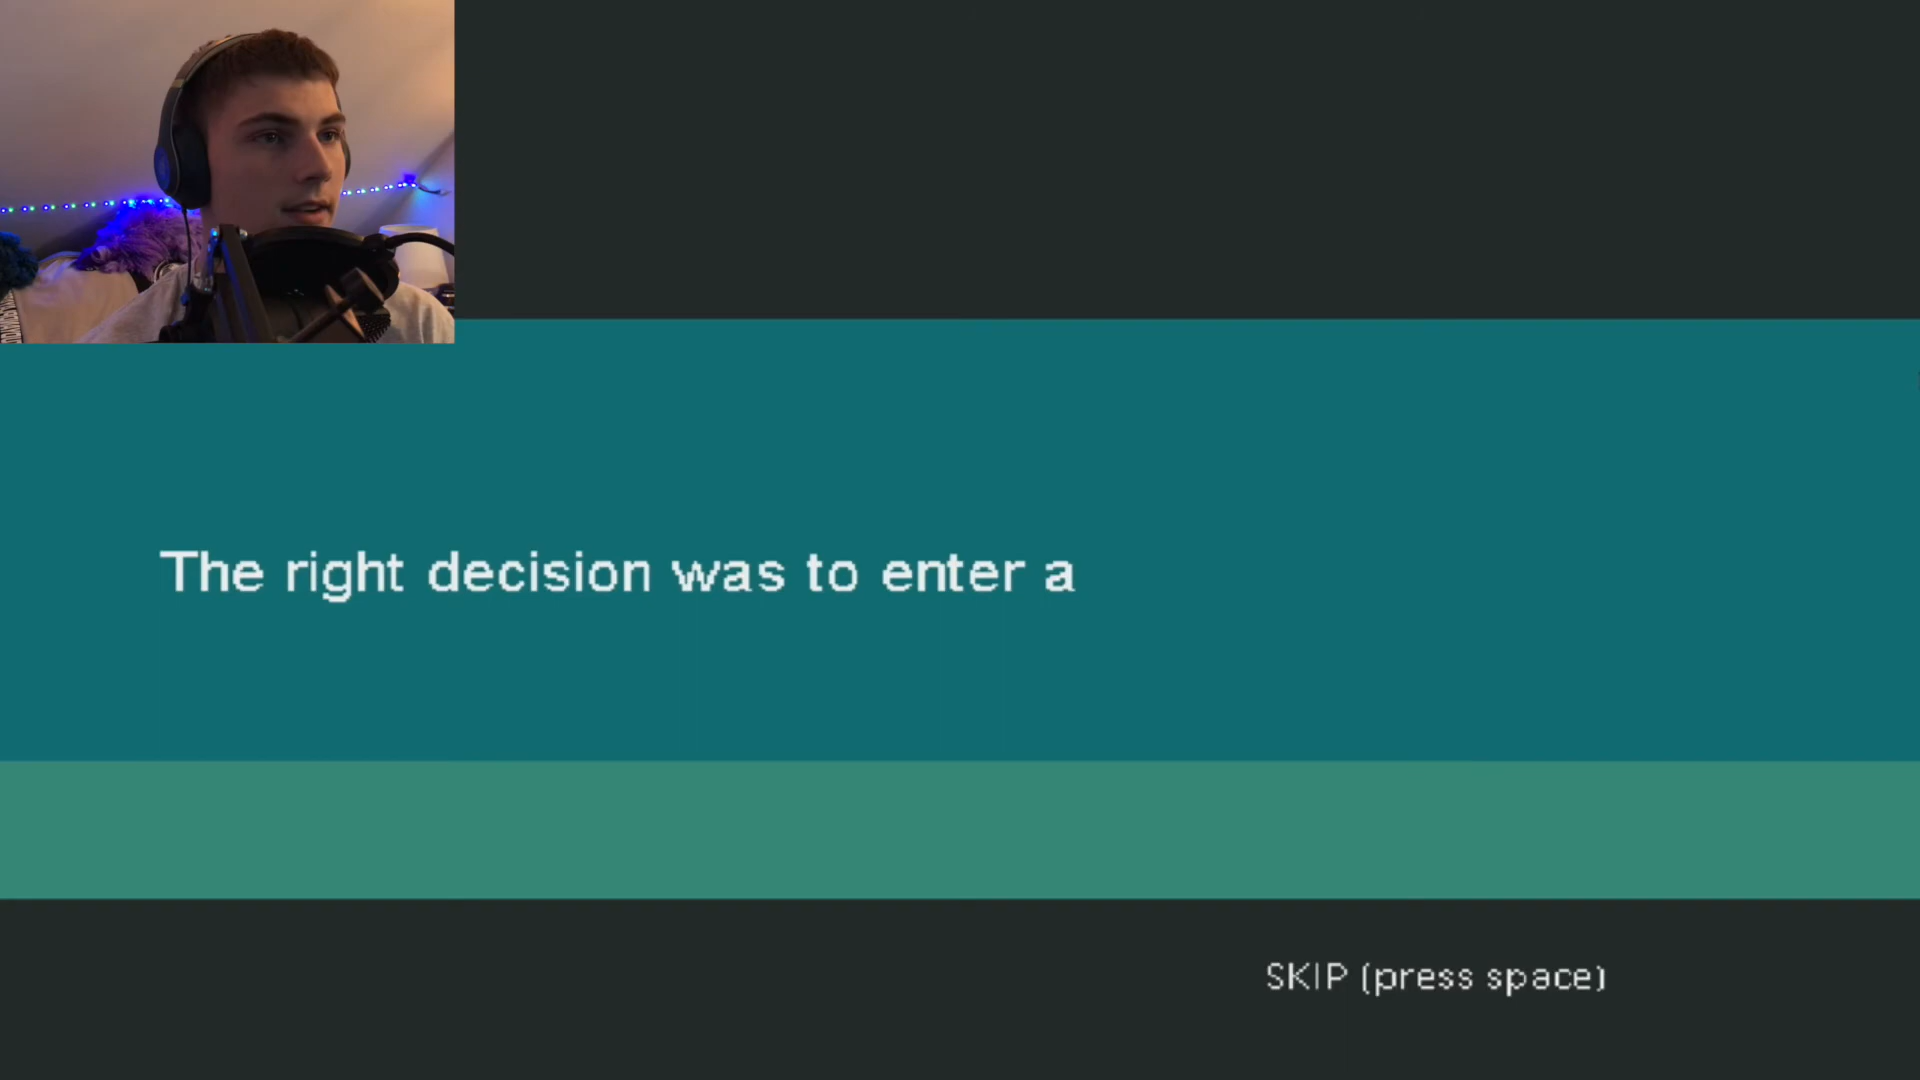 The right decision was to enter a
SKIP (press space)